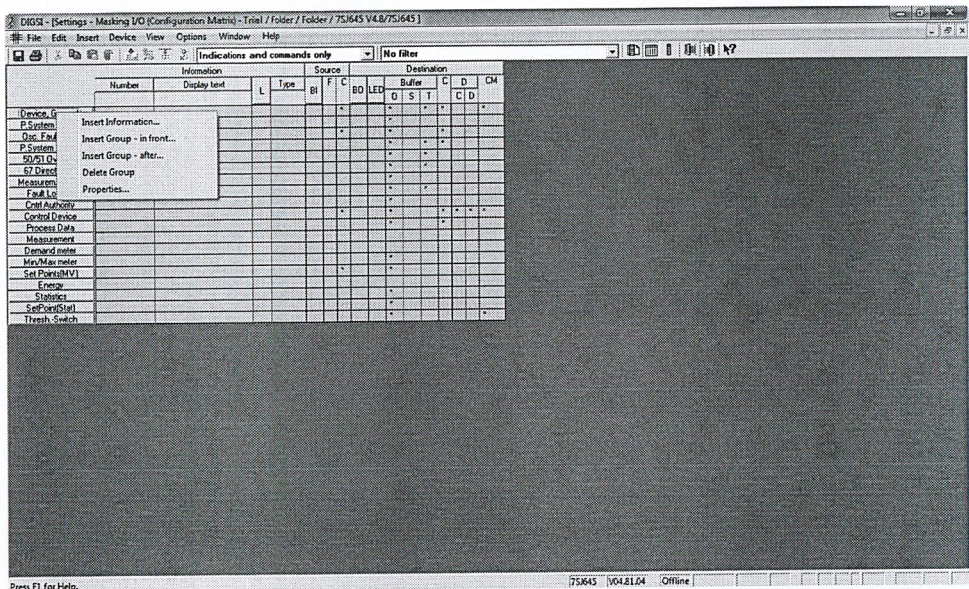 DIGSI - [Settings - Masking I/O (Configuration Matrix) - Trial / Folder / Folder / 7SJ645 V4.8/7SJ645 ]
File Edit Insert Device View Options Window Help
Indications and commands only No filter
Information Source Destination
Number Display text L Type BI F C BO LED Buffer C D CM
O S T C D
Device,
P.System
Osc. Fau
P.System
50/51 Ov
67 Direct
Measurem
Fault Lo
Cntrl Authority
Control Device
Process Data
Measurement
Demand meter
Min/Max meter
Set Points(MV)
Energy
Statistics
SetPoint(Stat)
Thresh.-Switch
Insert Information...
Insert Group - in front...
Insert Group - after...
Delete Group
Properties...
Press F1 for Help.
7SJ645 V04.81.04 Offline